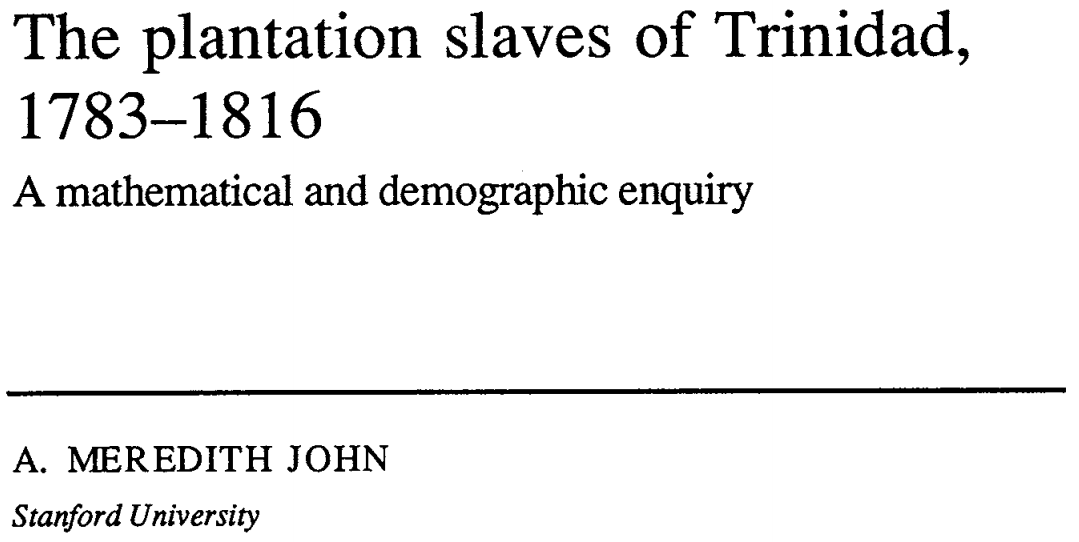 The plantation slaves of Trinidad,
1783–1816
A mathematical and demographic enquiry
A. MEREDITH JOHN
Stanford University